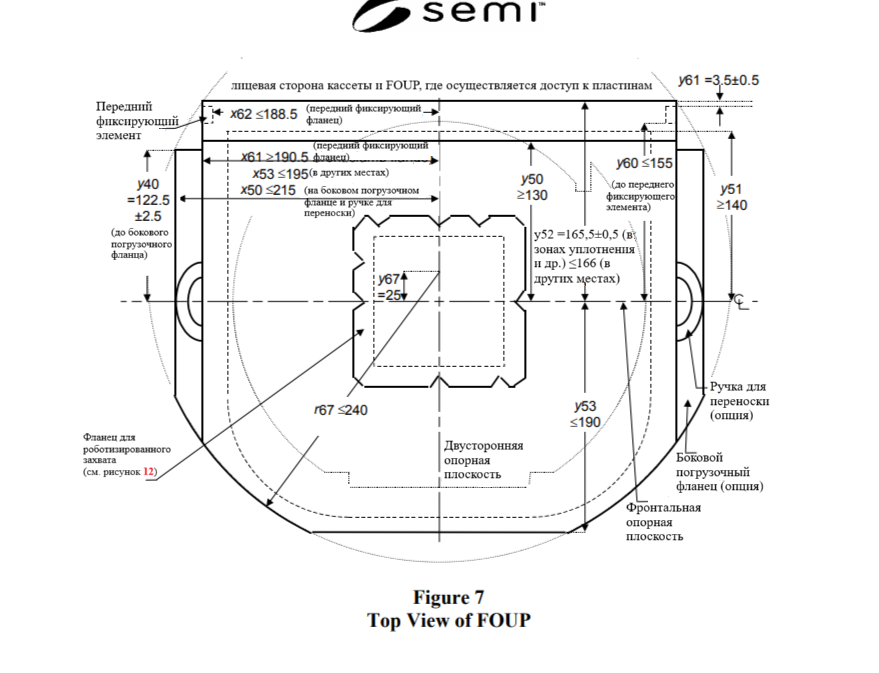 semi™
лицевая сторона кассеты и FOUP, где осуществляется доступ к пластинам
y61 =3.5±0.5
Передний
фиксирующий
элемент
x62 ≤188.5 (передний фиксирующий
фланец)
(передний фиксирующий
x61 ≥190.5 фланец)
x53 ≤195 (в других местах)
x50 ≤215 (на боковом погрузочном
фланце и ручке для
переноски)
y40
=122.5
±2.5
(до бокового
погрузочного
фланца)
y50
≥130
y60 ≤155
(до переднего
фиксирующего
элемента)
y51
≥140
y52 =165,5±0,5 (в
зонах уплотнения
и др.) ≤166 (в
других местах)
y67
=25
℄
r67 ≤240
y53
≤190
Ручка для
переноски
(опция)
Фланец для
роботизированного
захвата
(см. рисунок 12)
Двусторонняя
опорная
плоскость
Боковой
погрузочный
фланец (опция)
Фронтальная
опорная
плоскость
Figure 7
Top View of FOUP